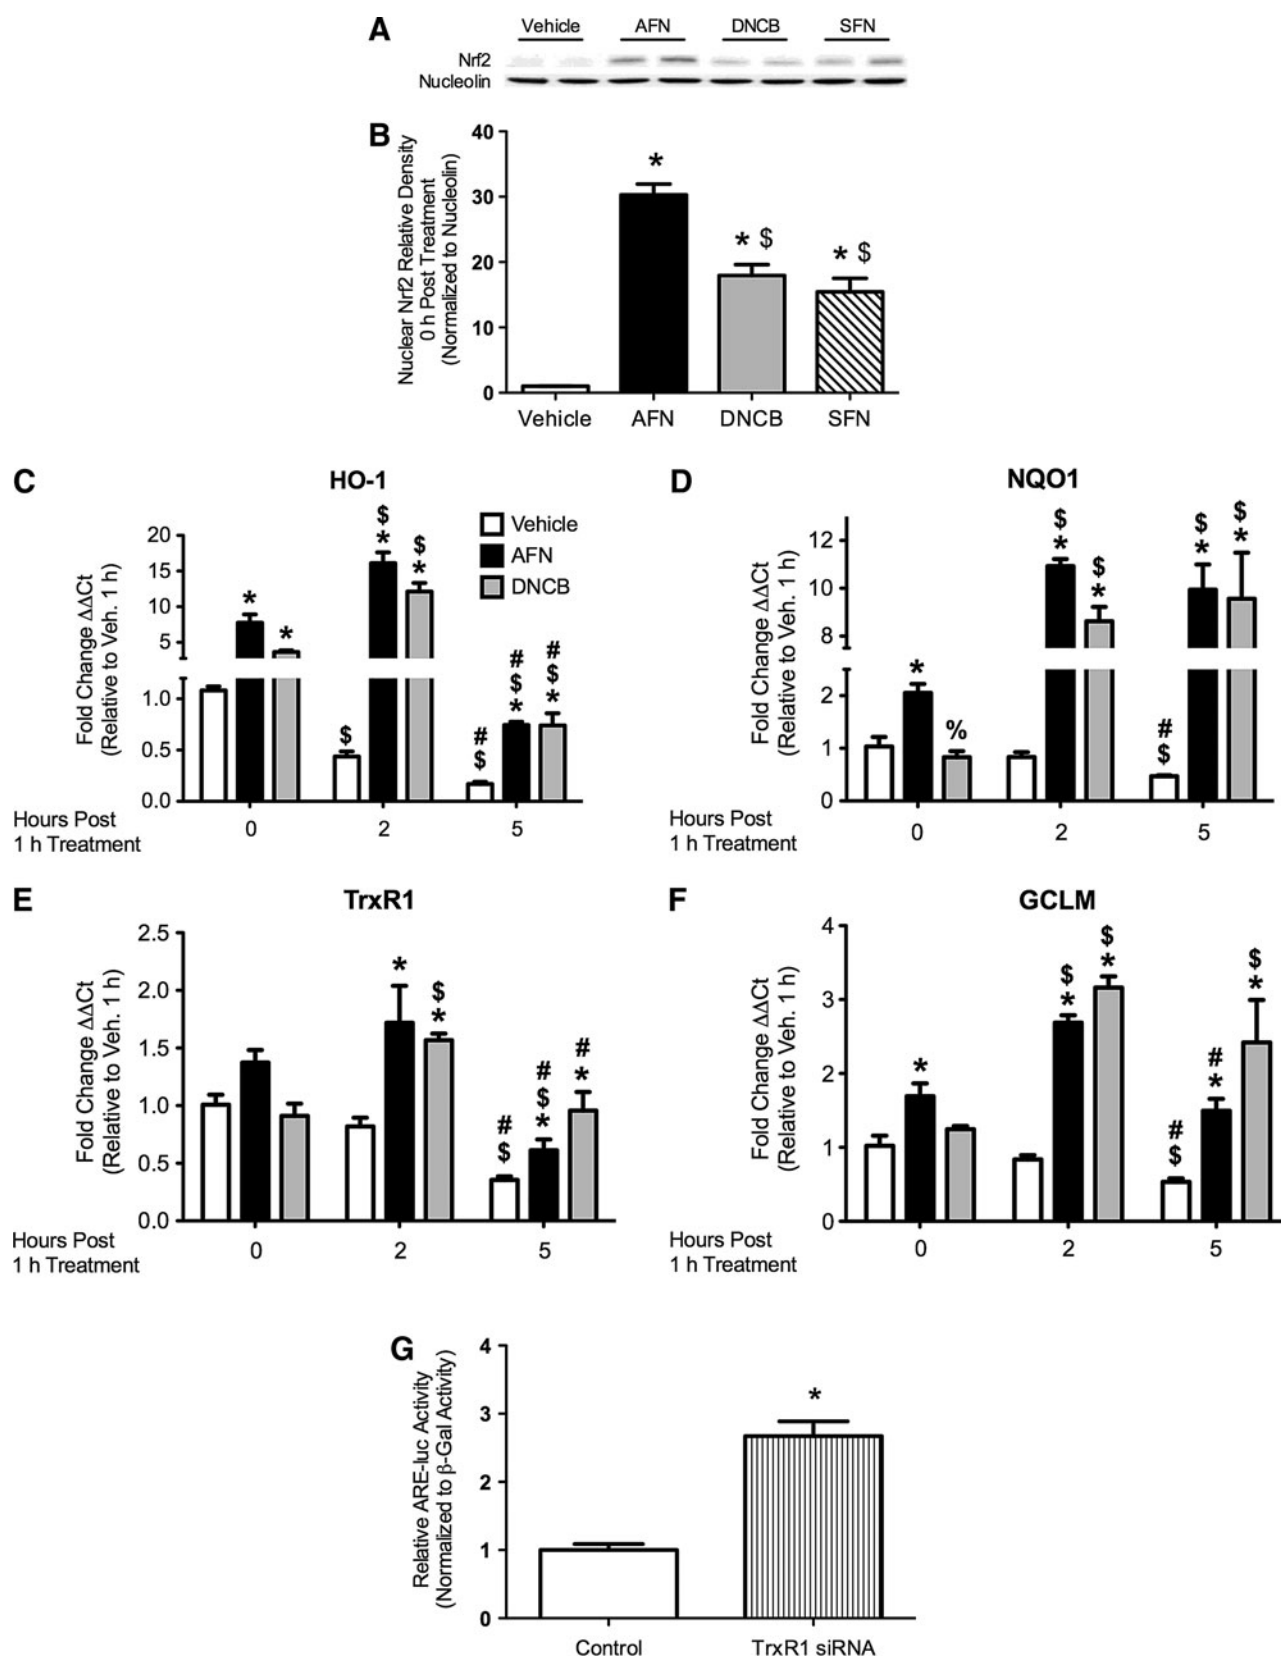 A
Vehicle AFN DNCB SFN
Nrf2
Nucleolin
B
Nuclear Nrf2 Relative Density
0 h Post Treatment
(Normalized to Nucleolin)
40
30
20
10
0
*
* $
* $
Vehicle AFN DNCB SFN
C
HO-1
Fold Change ΔΔCt
(Relative to Veh. 1 h)
20
15
10
5
1.0
0.5
0.0
*
*
$
$
*
$
*
#
$
#
$
*
#
$
*
Vehicle
AFN
DNCB
Hours Post
1 h Treatment
0 2 5
D
NQO1
Fold Change ΔΔCt
(Relative to Veh. 1 h)
12
10
8
2
1
0
*
%
$
*
$
*
#
$
$
*
$
*
Hours Post
1 h Treatment
0 2 5
E
TrxR1
Fold Change ΔΔCt
(Relative to Veh. 1 h)
2.5
2.0
1.5
1.0
0.5
0.0
*
$
*
#
$
#
$
*
#
*
Hours Post
1 h Treatment
0 2 5
F
GCLM
Fold Change ΔΔCt
(Relative to Veh. 1 h)
4
3
2
1
0
*
$
*
$
*
#
$
#
*
$
*
Hours Post
1 h Treatment
0 2 5
G
Relative ARE-luc Activity
(Normalized to β-Gal Activity)
4
3
2
1
0
*
Control TrxR1 siRNA